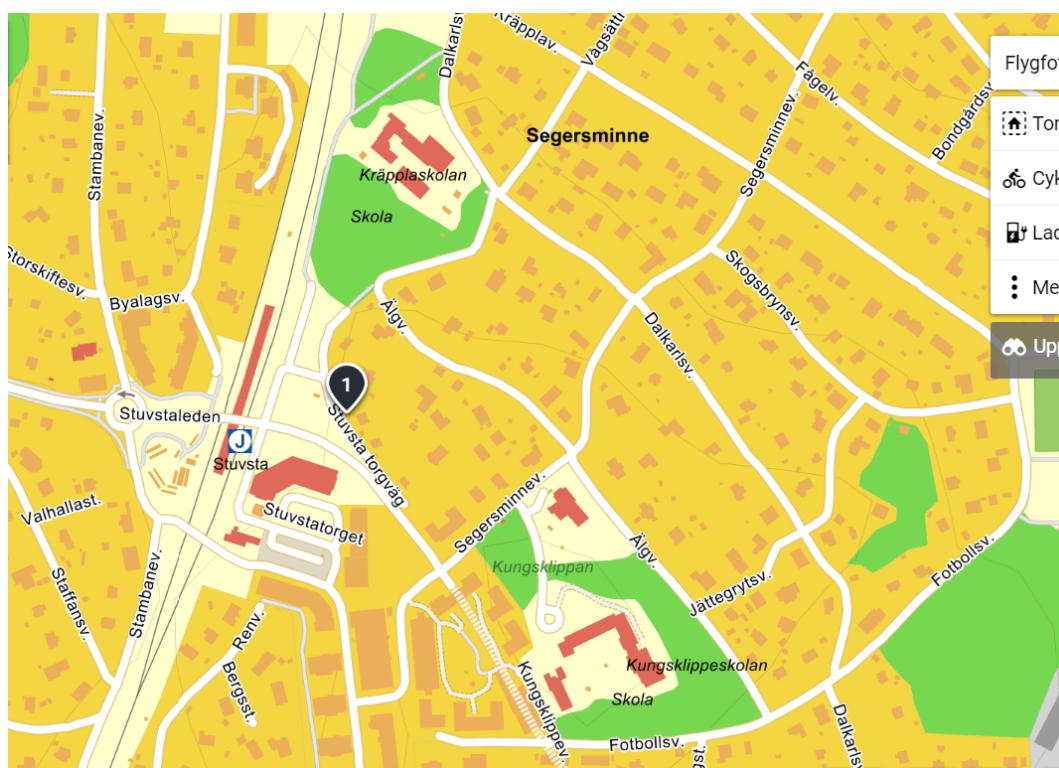 Kräpplav.
Vågsätt
Dalkarlsv
Fågelv.
Flygfo
Bondgårdsv
Stambanev.
Segersminne
Tor
Kräpplaskolan
Segersminnev.
Cyk
Skola
Lad
Storskiftesv.
Byalagsv.
Skogsbrynsv.
Me
Älgv.
Dalkarlsv.
Upp
1
Stuvstaleden
Stuvsta torgväg
J
Stuvsta
Valhallast.
Stuvstatorget
Segersminnev.
Älgv.
Fotbollsv.
Kungsklippan
Jättegrytsv.
Staffansv.
Stambanev.
Renv.
Bergsst.
Kungsklippeskolan
Kungsklippev.
Skola
Dalkarlsv.
Fotbollsv.
gst.